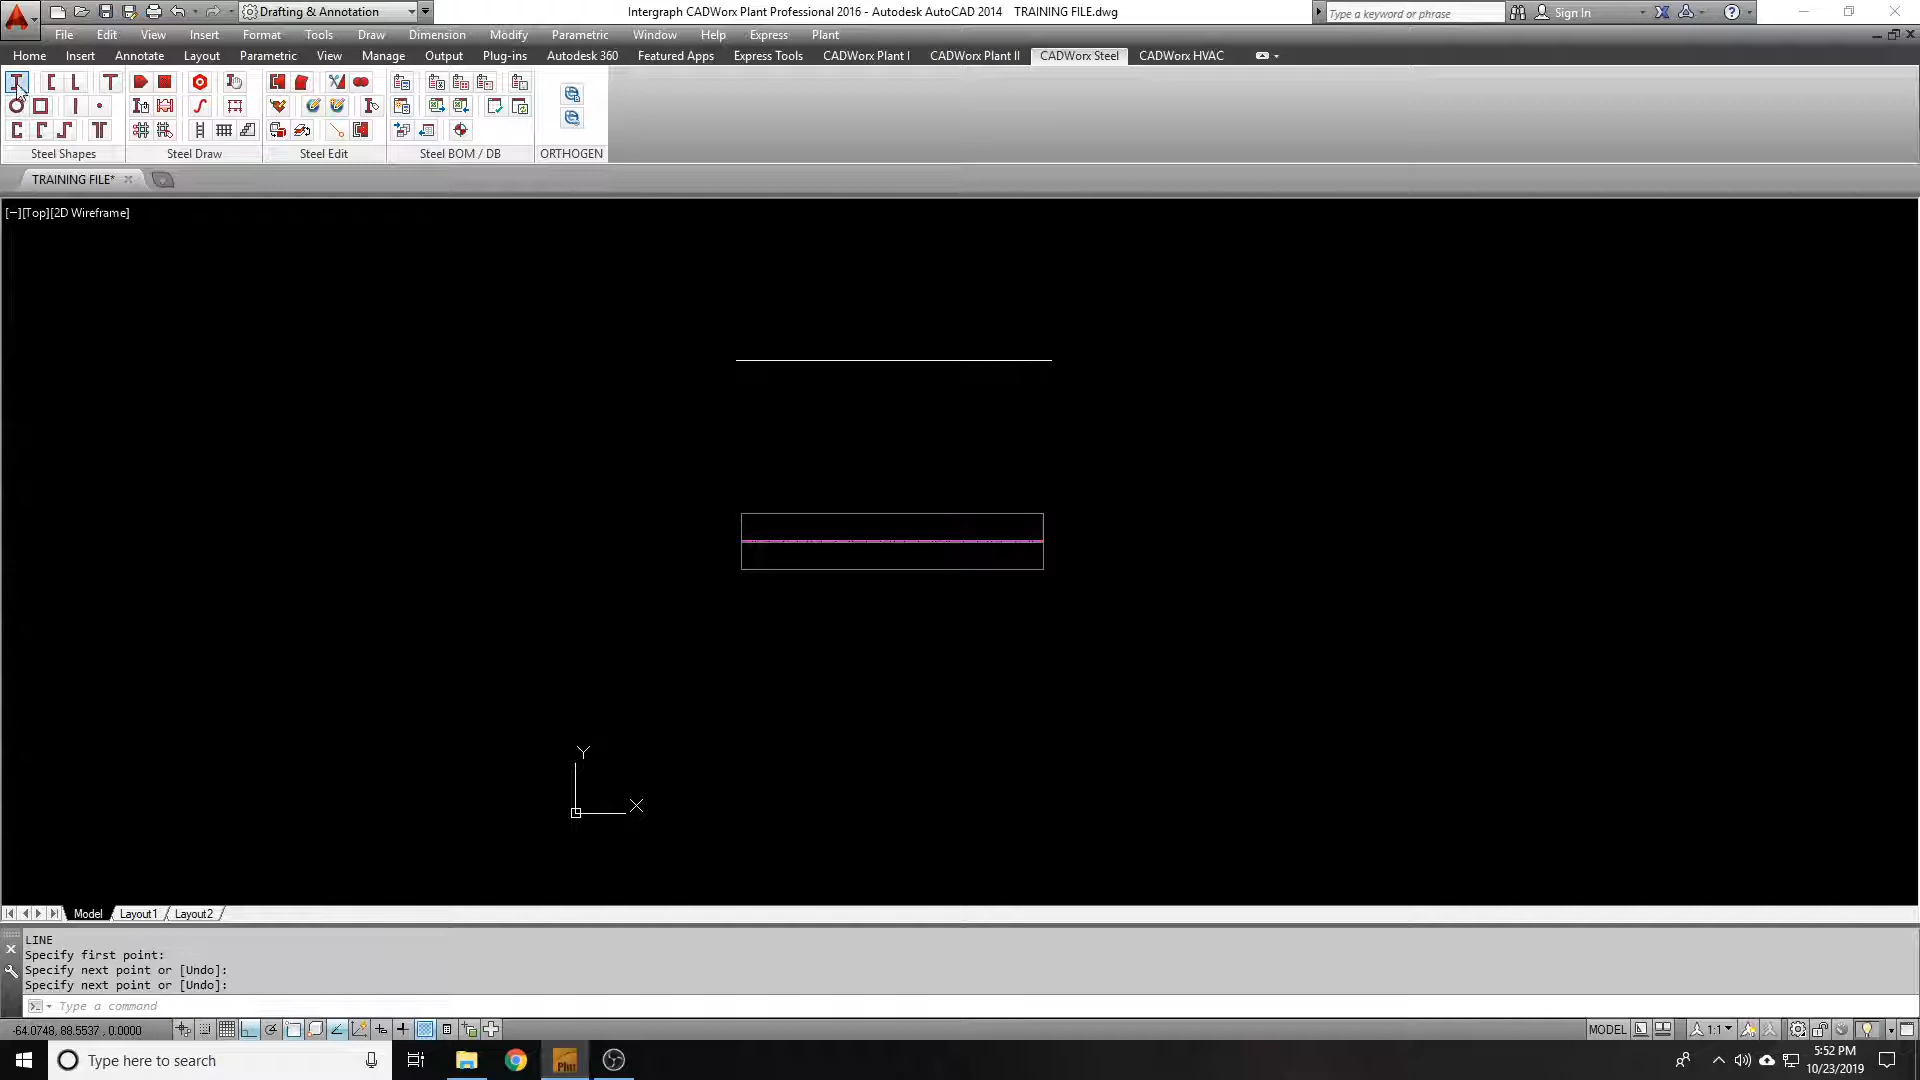 Drafting & Annotation
Intergraph CADWorx Plant Professional 2016 - Autodesk AutoCAD 2014 TRAINING FILE.dwg
Type a keyword or phrase
Sign In
File Edit View Insert Format Tools Draw Dimension Modify Parametric Window Help Express Plant
Home Insert Annotate Layout Parametric View Manage Output Plug-ins Autodesk 360 Featured Apps Express Tools CADWorx Plant I CADWorx Plant II CADWorx Steel CADWorx HVAC
Steel Shapes Steel Draw Steel Edit Steel BOM / DB ORTHOGEN
TRAINING FILE*
[−][Top][2D Wireframe]
Y
X
Model Layout1 Layout2
LINE
Specify first point:
Specify next point or [Undo]:
Specify next point or [Undo]:
Type a command
-64.0748, 88.5537 , 0.0000
MODEL
1:1
Type here to search
5:52 PM
10/23/2019